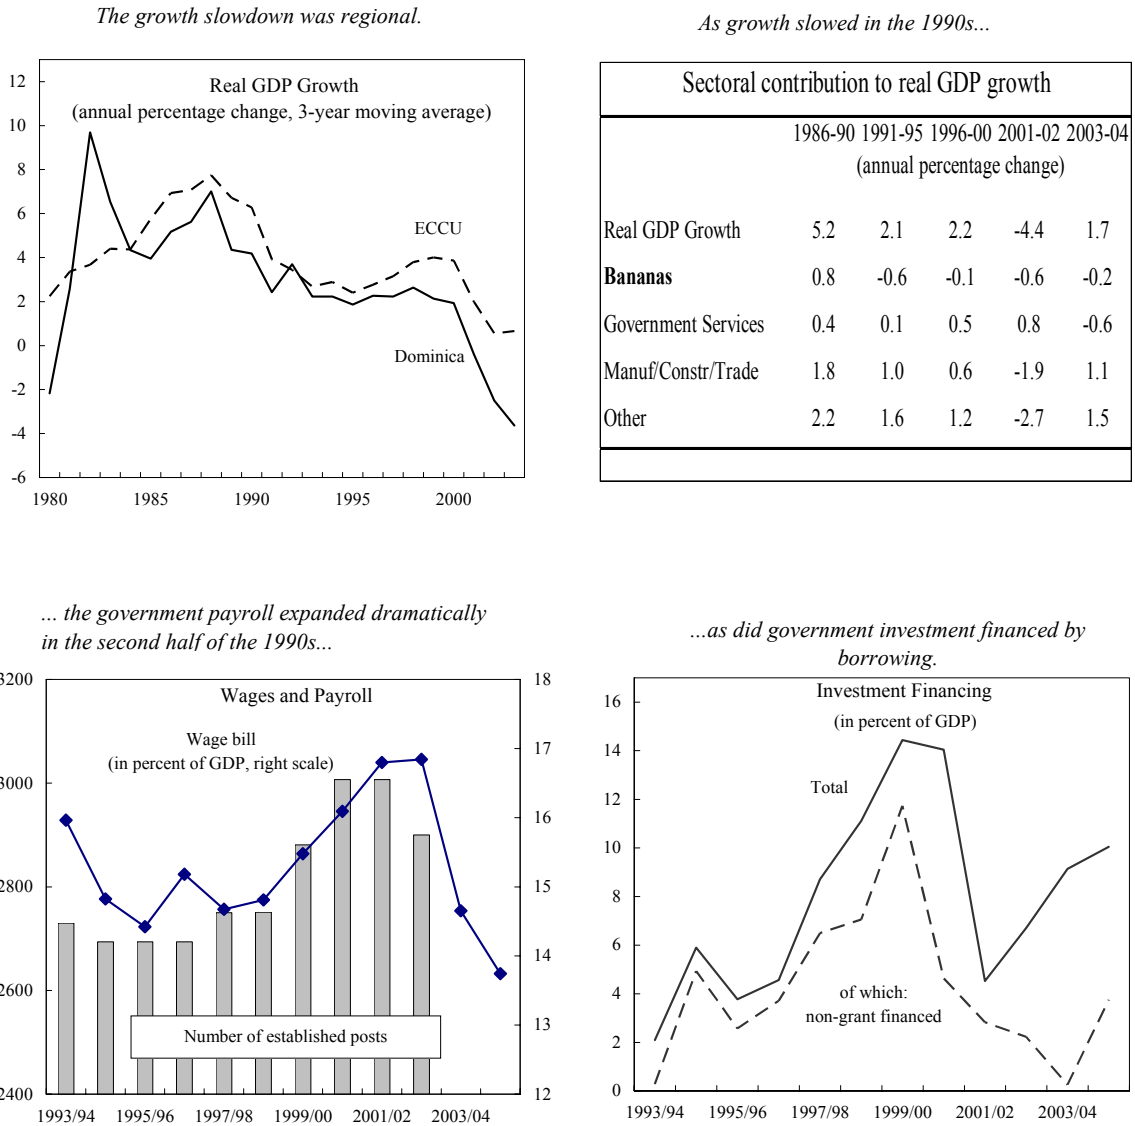 The growth slowdown was regional.
Real GDP Growth
(annual percentage change, 3-year moving average)
12
10
8
6
4
2
0
-2
-4
-6
ECCU
Dominica
1980 1985 1990 1995 2000
As growth slowed in the 1990s...
Sectoral contribution to real GDP growth
1986-90 1991-95 1996-00 2001-02 2003-04
(annual percentage change)
Real GDP Growth 5.2 2.1 2.2 -4.4 1.7
Bananas 0.8 -0.6 -0.1 -0.6 -0.2
Government Services 0.4 0.1 0.5 0.8 -0.6
Manuf/Constr/Trade 1.8 1.0 0.6 -1.9 1.1
Other 2.2 1.6 1.2 -2.7 1.5
... the government payroll expanded dramatically
in the second half of the 1990s...
Wages and Payroll
Wage bill
(in percent of GDP, right scale)
3200
3000
2800
2600
2400
18
17
16
15
14
13
12
Number of established posts
1993/94 1995/96 1997/98 1999/00 2001/02 2003/04
...as did government investment financed by
borrowing.
Investment Financing
(in percent of GDP)
16
14
12
10
8
6
4
2
0
Total
of which:
non-grant financed
1993/94 1995/96 1997/98 1999/00 2001/02 2003/04